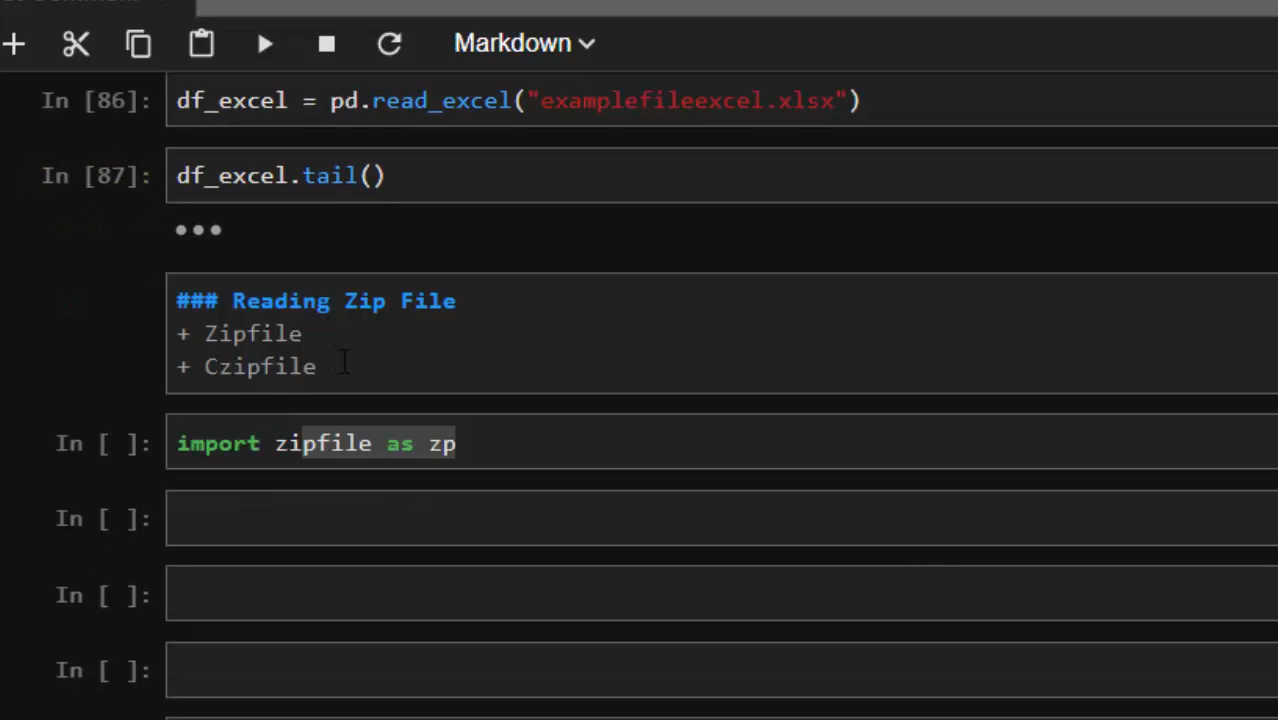 Markdown
In [86]: df_excel = pd.read_excel("examplefileexcel.xlsx")
In [87]: df_excel.tail()
### Reading Zip File
+ Zipfile
+ Czipfile
In [ ]: import zipfile as zp
In [ ]:
In [ ]:
In [ ]: